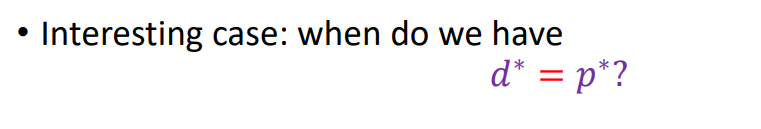 • Interesting case: when do we have
d* = p*?